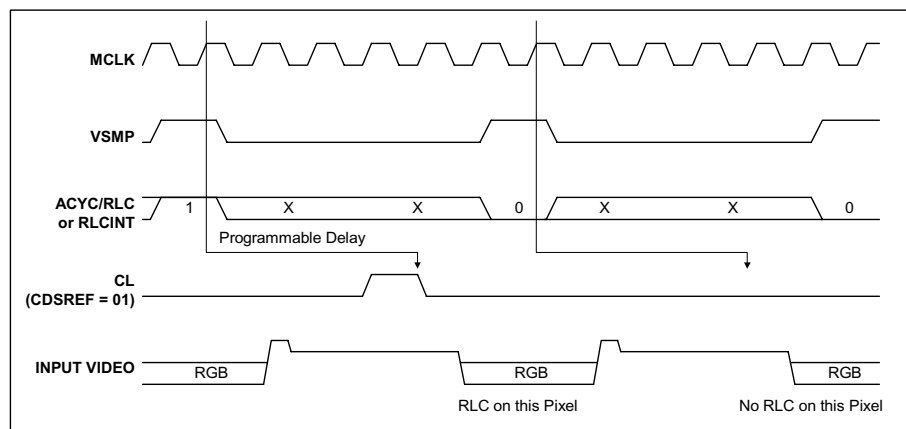 MCLK
VSMP
ACYC/RLC
or RLCINT
1 X X 0 X X 0
Programmable Delay
CL
(CDSREF = 01)
INPUT VIDEO
RGB RGB RGB
RLC on this Pixel No RLC on this Pixel